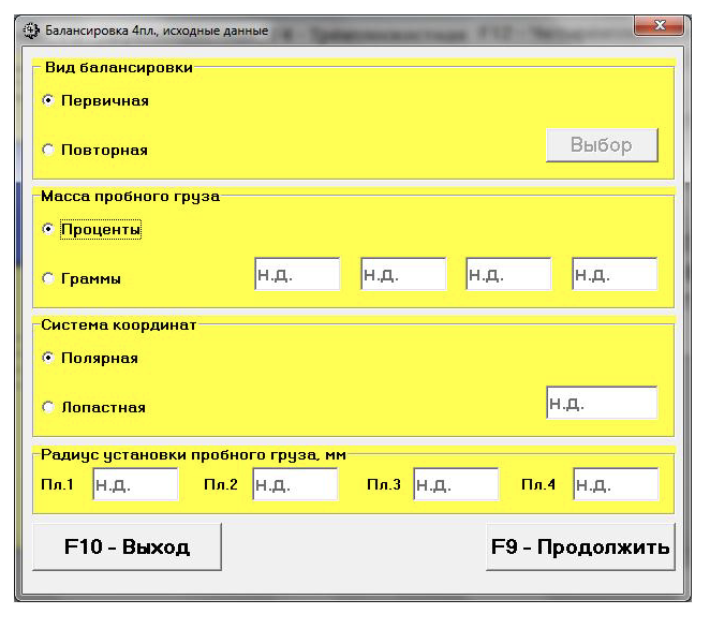 Балансировка 4пл., исходные данные
Вид балансировки
Первичная
Повторная
Выбор
Масса пробного груза
Проценты
Граммы н.д. н.д. н.д. н.д.
Система координат
Полярная
Лопастная н.д.
Радиус установки пробного груза, мм
Пл.1 н.д. Пл.2 н.д. Пл.3 н.д. Пл.4 н.д.
F10 - Выход F9 - Продолжить